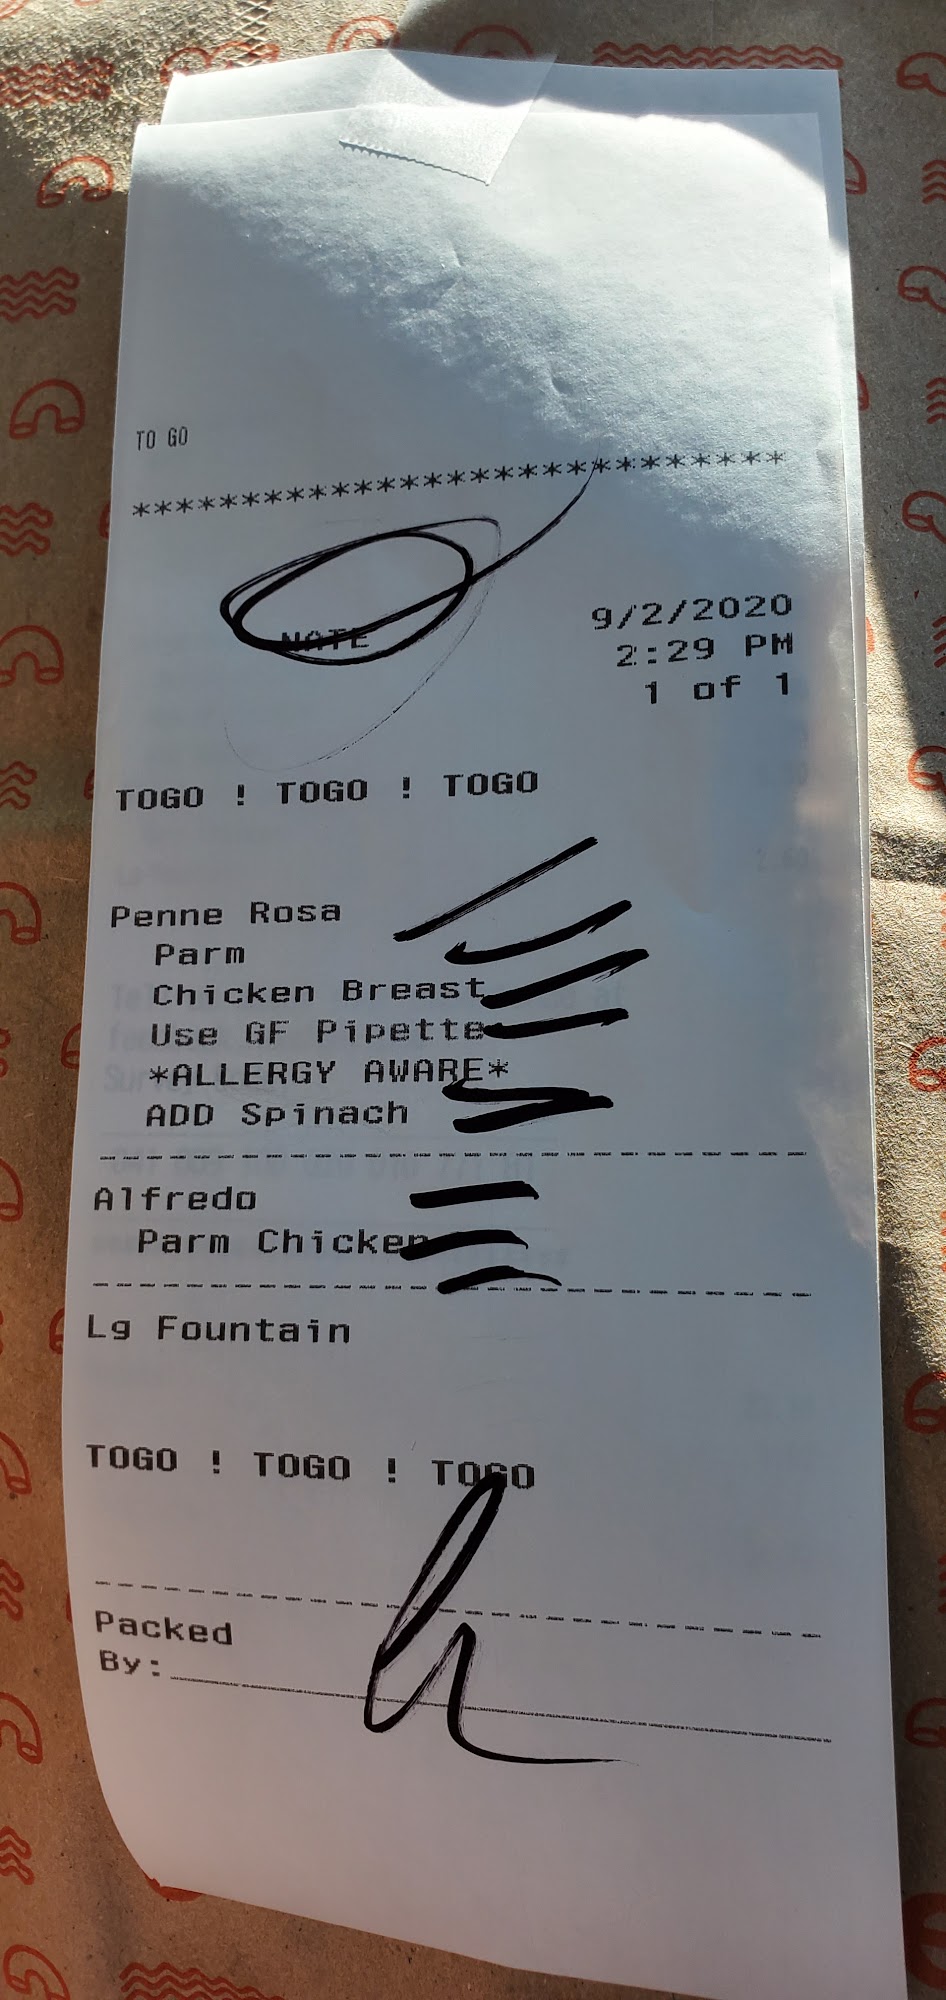 TO GO
*****************************
NATE
9/2/2020
2:29 PM
1 of 1
TOGO ! TOGO ! TOGO
Penne Rosa
Parm
Chicken Breast
Use GF Pipette
*ALLERGY AWARE*
ADD Spinach
Alfredo
Parm Chicken
Lg Fountain
TOGO ! TOGO ! TOGO
Packed
By: